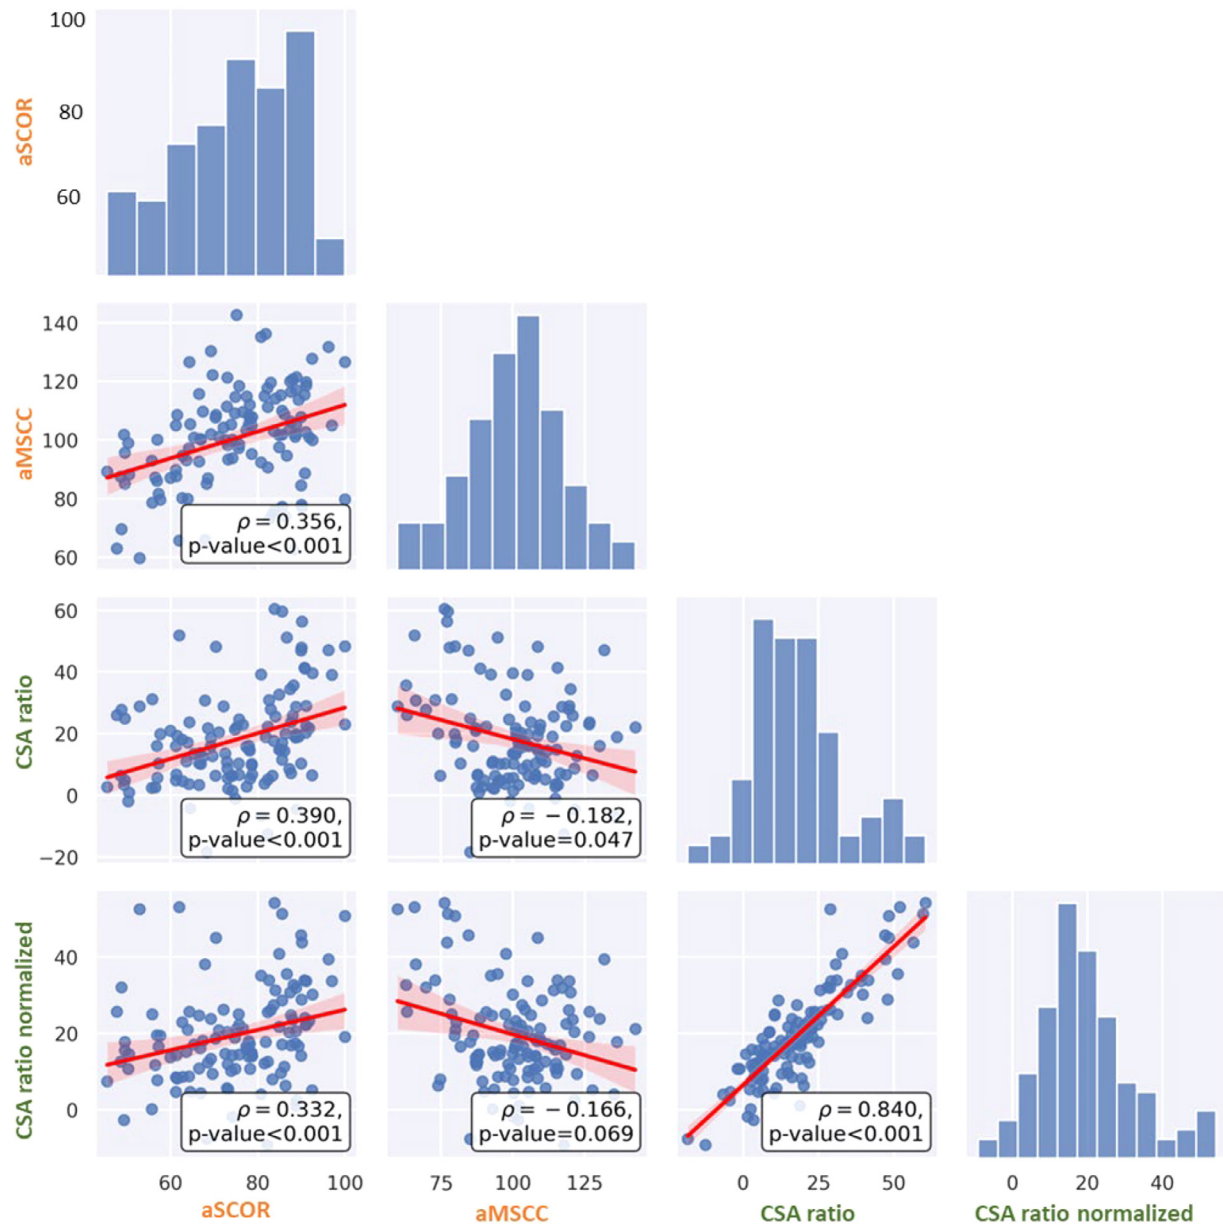 100
aSCOR
80
60
aMSCC
140
120
100
80
60
ρ = 0.356,
p-value<0.001
CSA ratio
60
40
20
0
−20
ρ = 0.390,
p-value<0.001
ρ = − 0.182,
p-value=0.047
CSA ratio normalized
40
20
0
ρ = 0.332,
p-value<0.001
ρ = − 0.166,
p-value=0.069
ρ = 0.840,
p-value<0.001
60 80 100
75 100 125
0 25 50
0 20 40
aSCOR
aMSCC
CSA ratio
CSA ratio normalized